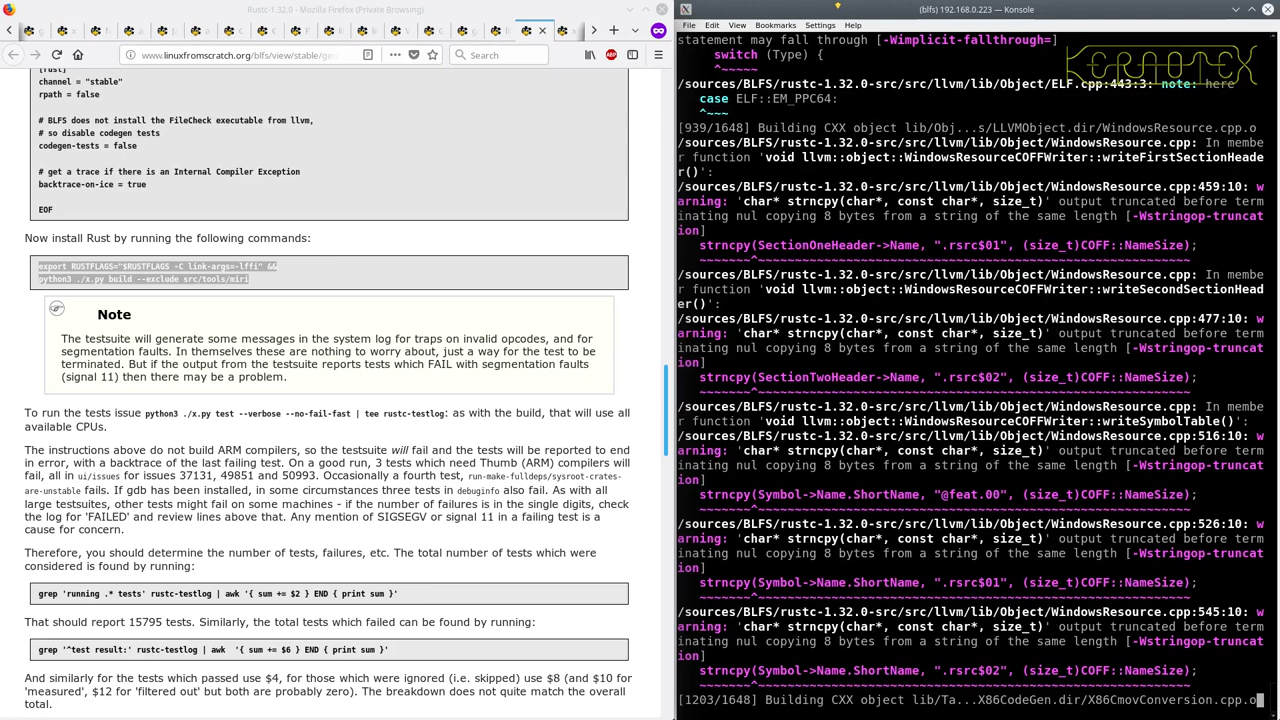 Rustc-1.32.0 - Mozilla Firefox (Private Browsing)
www.linuxfromscratch.org/blfs/view/stable/gen
Search
[rust]
channel = "stable"
rpath = false
# BLFS does not install the FileCheck executable from llvm,
# so disable codegen tests
codegen-tests = false
# get a trace if there is an Internal Compiler Exception
backtrace-on-ice = true
EOF
Now install Rust by running the following commands:
export RUSTFLAGS="$RUSTFLAGS -C link-args=-lffi" &&
python3 ./x.py build --exclude src/tools/miri
Note
The testsuite will generate some messages in the system log for traps on invalid opcodes, and for
segmentation faults. In themselves these are nothing to worry about, just a way for the test to be
terminated. But if the output from the testsuite reports tests which FAIL with segmentation faults
(signal 11) then there may be a problem.
To run the tests issue python3 ./x.py test --verbose --no-fail-fast | tee rustc-testlog: as with the build, that will use all
available CPUs.
The instructions above do not build ARM compilers, so the testsuite will fail and the tests will be reported to end
in error, with a backtrace of the last failing test. On a good run, 3 tests which need Thumb (ARM) compilers will
fail, all in ui/issues for issues 37131, 49851 and 50993. Occasionally a fourth test, run-make-fulldeps/sysroot-crates-
are-unstable fails. If gdb has been installed, in some circumstances three tests in debuginfo also fail. As with all
large testsuites, other tests might fail on some machines - if the number of failures is in the single digits, check
the log for 'FAILED' and review lines above that. Any mention of SIGSEGV or signal 11 in a failing test is a
cause for concern.
Therefore, you should determine the number of tests, failures, etc. The total number of tests which were
considered is found by running:
grep 'running .* tests' rustc-testlog | awk '{ sum += $2 } END { print sum }'
That should report 15795 tests. Similarly, the total tests which failed can be found by running:
grep '^test result:' rustc-testlog | awk  '{ sum += $6 } END { print sum }'
And similarly for the tests which passed use $4, for those which were ignored (i.e. skipped) use $8 (and $10 for
'measured', $12 for 'filtered out' but both are probably zero). The breakdown does not quite match the overall
total.
(blfs) 192.168.0.223 — Konsole
File Edit View Bookmarks Settings Help
KERNOTEX
statement may fall through [-Wimplicit-fallthrough=]
switch (Type) {
^~~~~~
/sources/BLFS/rustc-1.32.0-src/src/llvm/lib/Object/ELF.cpp:443:3: note: here
case ELF::EM_PPC64:
^~~~
[939/1648] Building CXX object lib/Obj...s/LLVMObject.dir/WindowsResource.cpp.o
/sources/BLFS/rustc-1.32.0-src/src/llvm/lib/Object/WindowsResource.cpp: In membe
r function 'void llvm::object::WindowsResourceCOFFWriter::writeFirstSectionHeade
r()':
/sources/BLFS/rustc-1.32.0-src/src/llvm/lib/Object/WindowsResource.cpp:459:10: w
arning: 'char* strncpy(char*, const char*, size_t)' output truncated before term
inating nul copying 8 bytes from a string of the same length [-Wstringop-truncat
ion]
strncpy(SectionOneHeader->Name, ".rsrc$01", (size_t)COFF::NameSize);
~~~~~~~^~~~~~~~~~~~~~~~~~~~~~~~~~~~~~~~~~~~~~~~~~~~~~~~~~~~~~~~~~~~
/sources/BLFS/rustc-1.32.0-src/src/llvm/lib/Object/WindowsResource.cpp: In membe
r function 'void llvm::object::WindowsResourceCOFFWriter::writeSecondSectionHead
er()':
/sources/BLFS/rustc-1.32.0-src/src/llvm/lib/Object/WindowsResource.cpp:477:10: w
arning: 'char* strncpy(char*, const char*, size_t)' output truncated before term
inating nul copying 8 bytes from a string of the same length [-Wstringop-truncat
ion]
strncpy(SectionTwoHeader->Name, ".rsrc$02", (size_t)COFF::NameSize);
~~~~~~~^~~~~~~~~~~~~~~~~~~~~~~~~~~~~~~~~~~~~~~~~~~~~~~~~~~~~~~~~~~~
/sources/BLFS/rustc-1.32.0-src/src/llvm/lib/Object/WindowsResource.cpp: In membe
r function 'void llvm::object::WindowsResourceCOFFWriter::writeSymbolTable()':
/sources/BLFS/rustc-1.32.0-src/src/llvm/lib/Object/WindowsResource.cpp:516:10: w
arning: 'char* strncpy(char*, const char*, size_t)' output truncated before term
inating nul copying 8 bytes from a string of the same length [-Wstringop-truncat
ion]
strncpy(Symbol->Name.ShortName, "@feat.00", (size_t)COFF::NameSize);
~~~~~~~^~~~~~~~~~~~~~~~~~~~~~~~~~~~~~~~~~~~~~~~~~~~~~~~~~~~~~~~~~~~
/sources/BLFS/rustc-1.32.0-src/src/llvm/lib/Object/WindowsResource.cpp:526:10: w
arning: 'char* strncpy(char*, const char*, size_t)' output truncated before term
inating nul copying 8 bytes from a string of the same length [-Wstringop-truncat
ion]
strncpy(Symbol->Name.ShortName, ".rsrc$01", (size_t)COFF::NameSize);
~~~~~~~^~~~~~~~~~~~~~~~~~~~~~~~~~~~~~~~~~~~~~~~~~~~~~~~~~~~~~~~~~~~
/sources/BLFS/rustc-1.32.0-src/src/llvm/lib/Object/WindowsResource.cpp:545:10: w
arning: 'char* strncpy(char*, const char*, size_t)' output truncated before term
inating nul copying 8 bytes from a string of the same length [-Wstringop-truncat
ion]
strncpy(Symbol->Name.ShortName, ".rsrc$02", (size_t)COFF::NameSize);
~~~~~~~^~~~~~~~~~~~~~~~~~~~~~~~~~~~~~~~~~~~~~~~~~~~~~~~~~~~~~~~~~~~
[1203/1648] Building CXX object lib/Ta...X86CodeGen.dir/X86CmovConversion.cpp.o